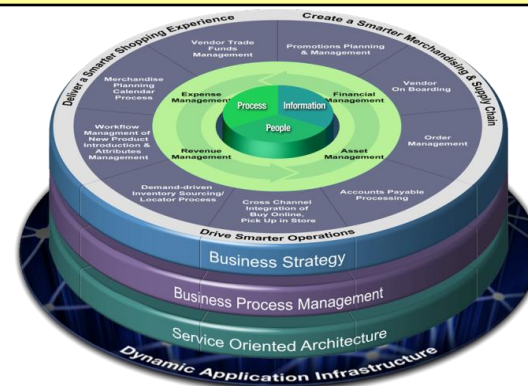 Deliver a Smarter Shopping Experience
Create a Smarter Merchandising & Supply Chain
Vendor Trade
Funds
Management
Promotions Planning
& Management
Merchandise
Planning
Calendar
Process
Vendor
On Boarding
Expense
Management
Financial
Management
Process
Information
People
Workflow
Managment of
New Product
Introduction &
Attributes
Management
Order
Management
Revenue
Management
Asset
Management
Demand-driven
Inventory Sourcing/
Locator Process
Cross Channel
Integration of
Buy Online,
Pick Up in Store
Accounts Payable
Processing
Drive Smarter Operations
Business Strategy
Business Process Management
Service Oriented Architecture
Dynamic Application Infrastructure